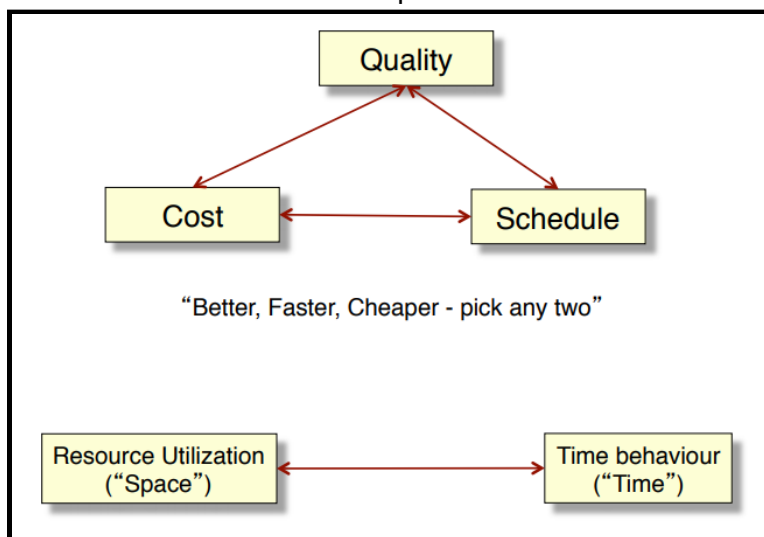 Quality
Cost
Schedule
“Better, Faster, Cheaper - pick any two”
Resource Utilization
(“Space”)
Time behaviour
(“Time”)